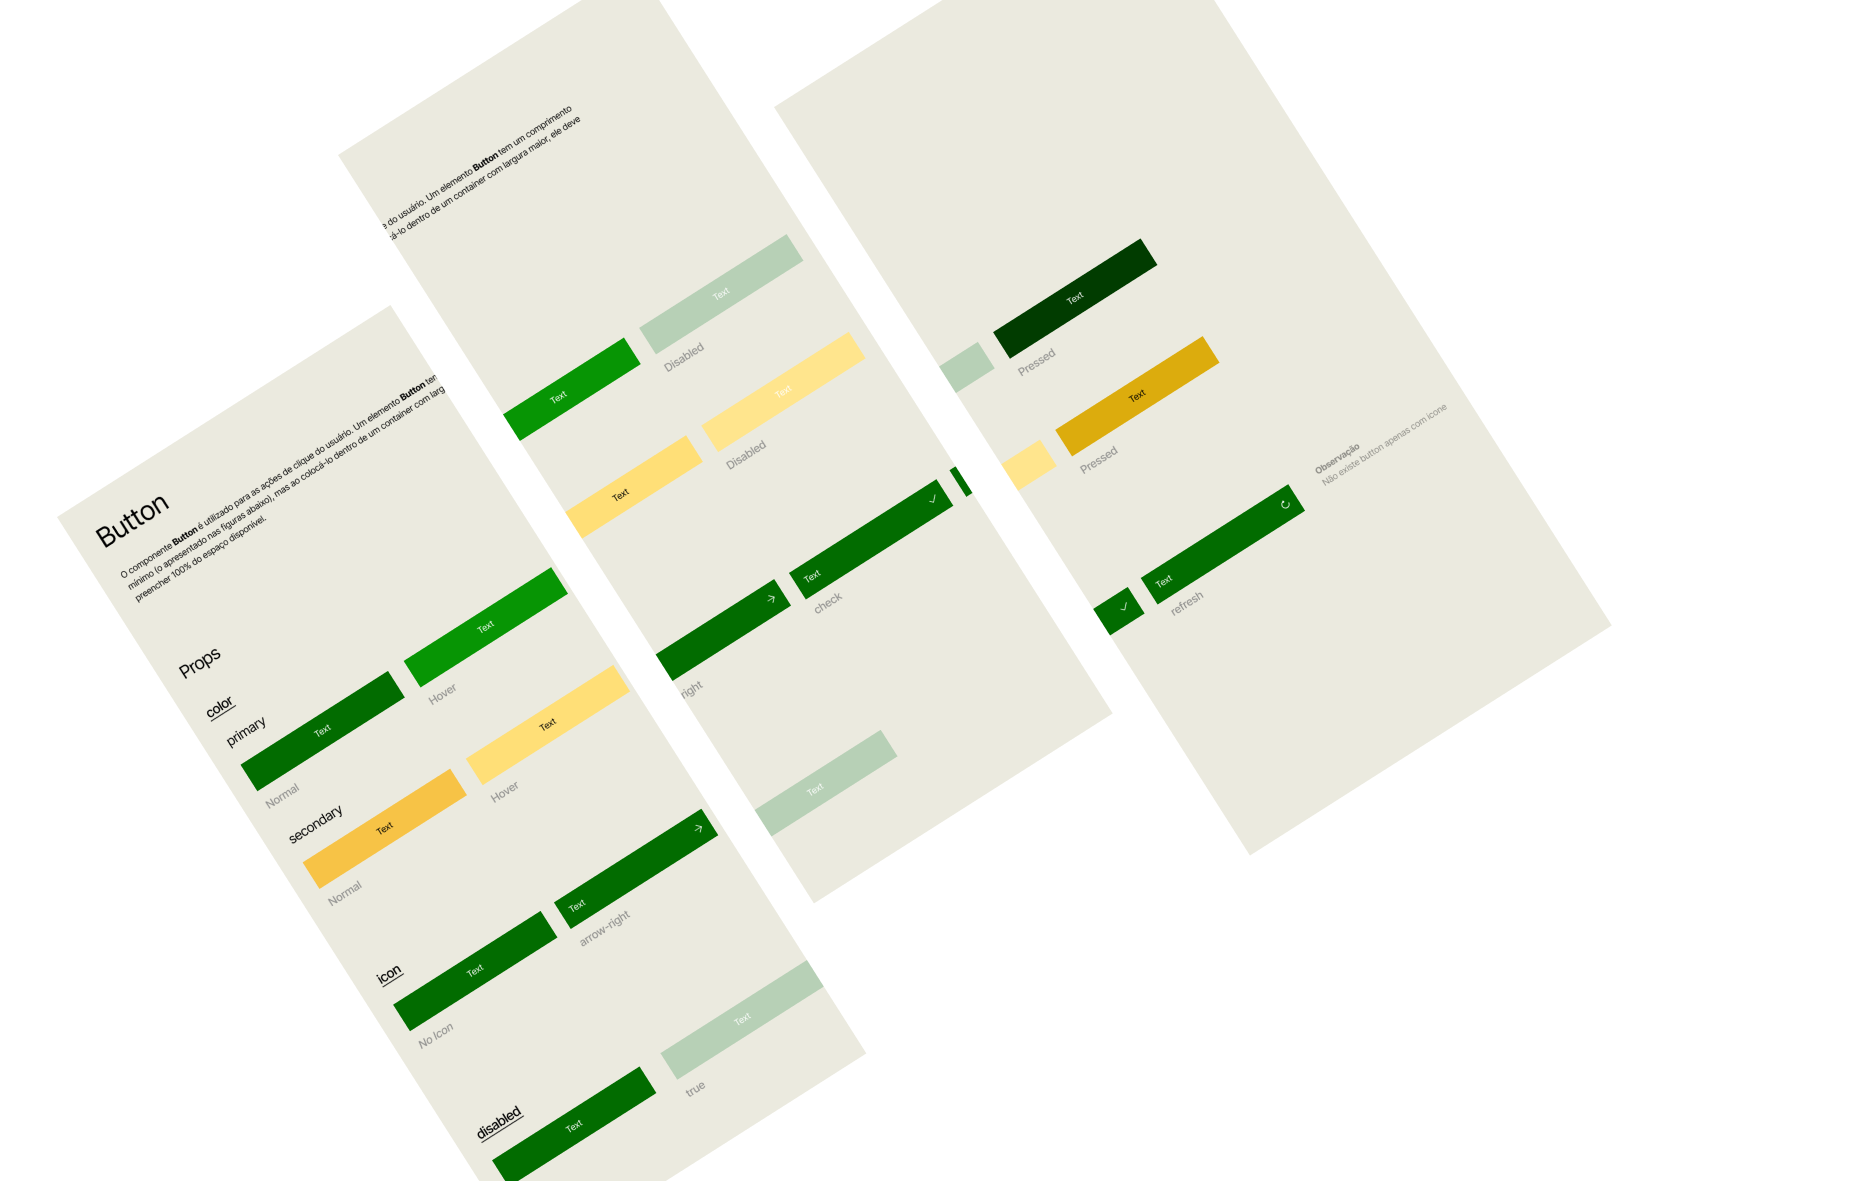 Button
O componente Button é utilizado para as ações de clique do usuário. Um elemento Button ter
mínimo (o apresentado nas figuras abaixo), mas ao colocá-lo dentro de um container com larg
preencher 100% do espaço disponível.
Props
color
primary
Text
Text
Normal
Hover
secondary
Text
Text
Normal
Hover
icon
Text
Text
No Icon
arrow-right
disabled
Text
Text
true
do usuário. Um elemento Button tem um comprimento
cá-lo dentro de um container com largura maior, ele deve
Text
Text
Disabled
Text
Text
Disabled
Text
right
check
Text
Text
Pressed
Text
Pressed
Observação
Não existe button apenas com icone
Text
refresh